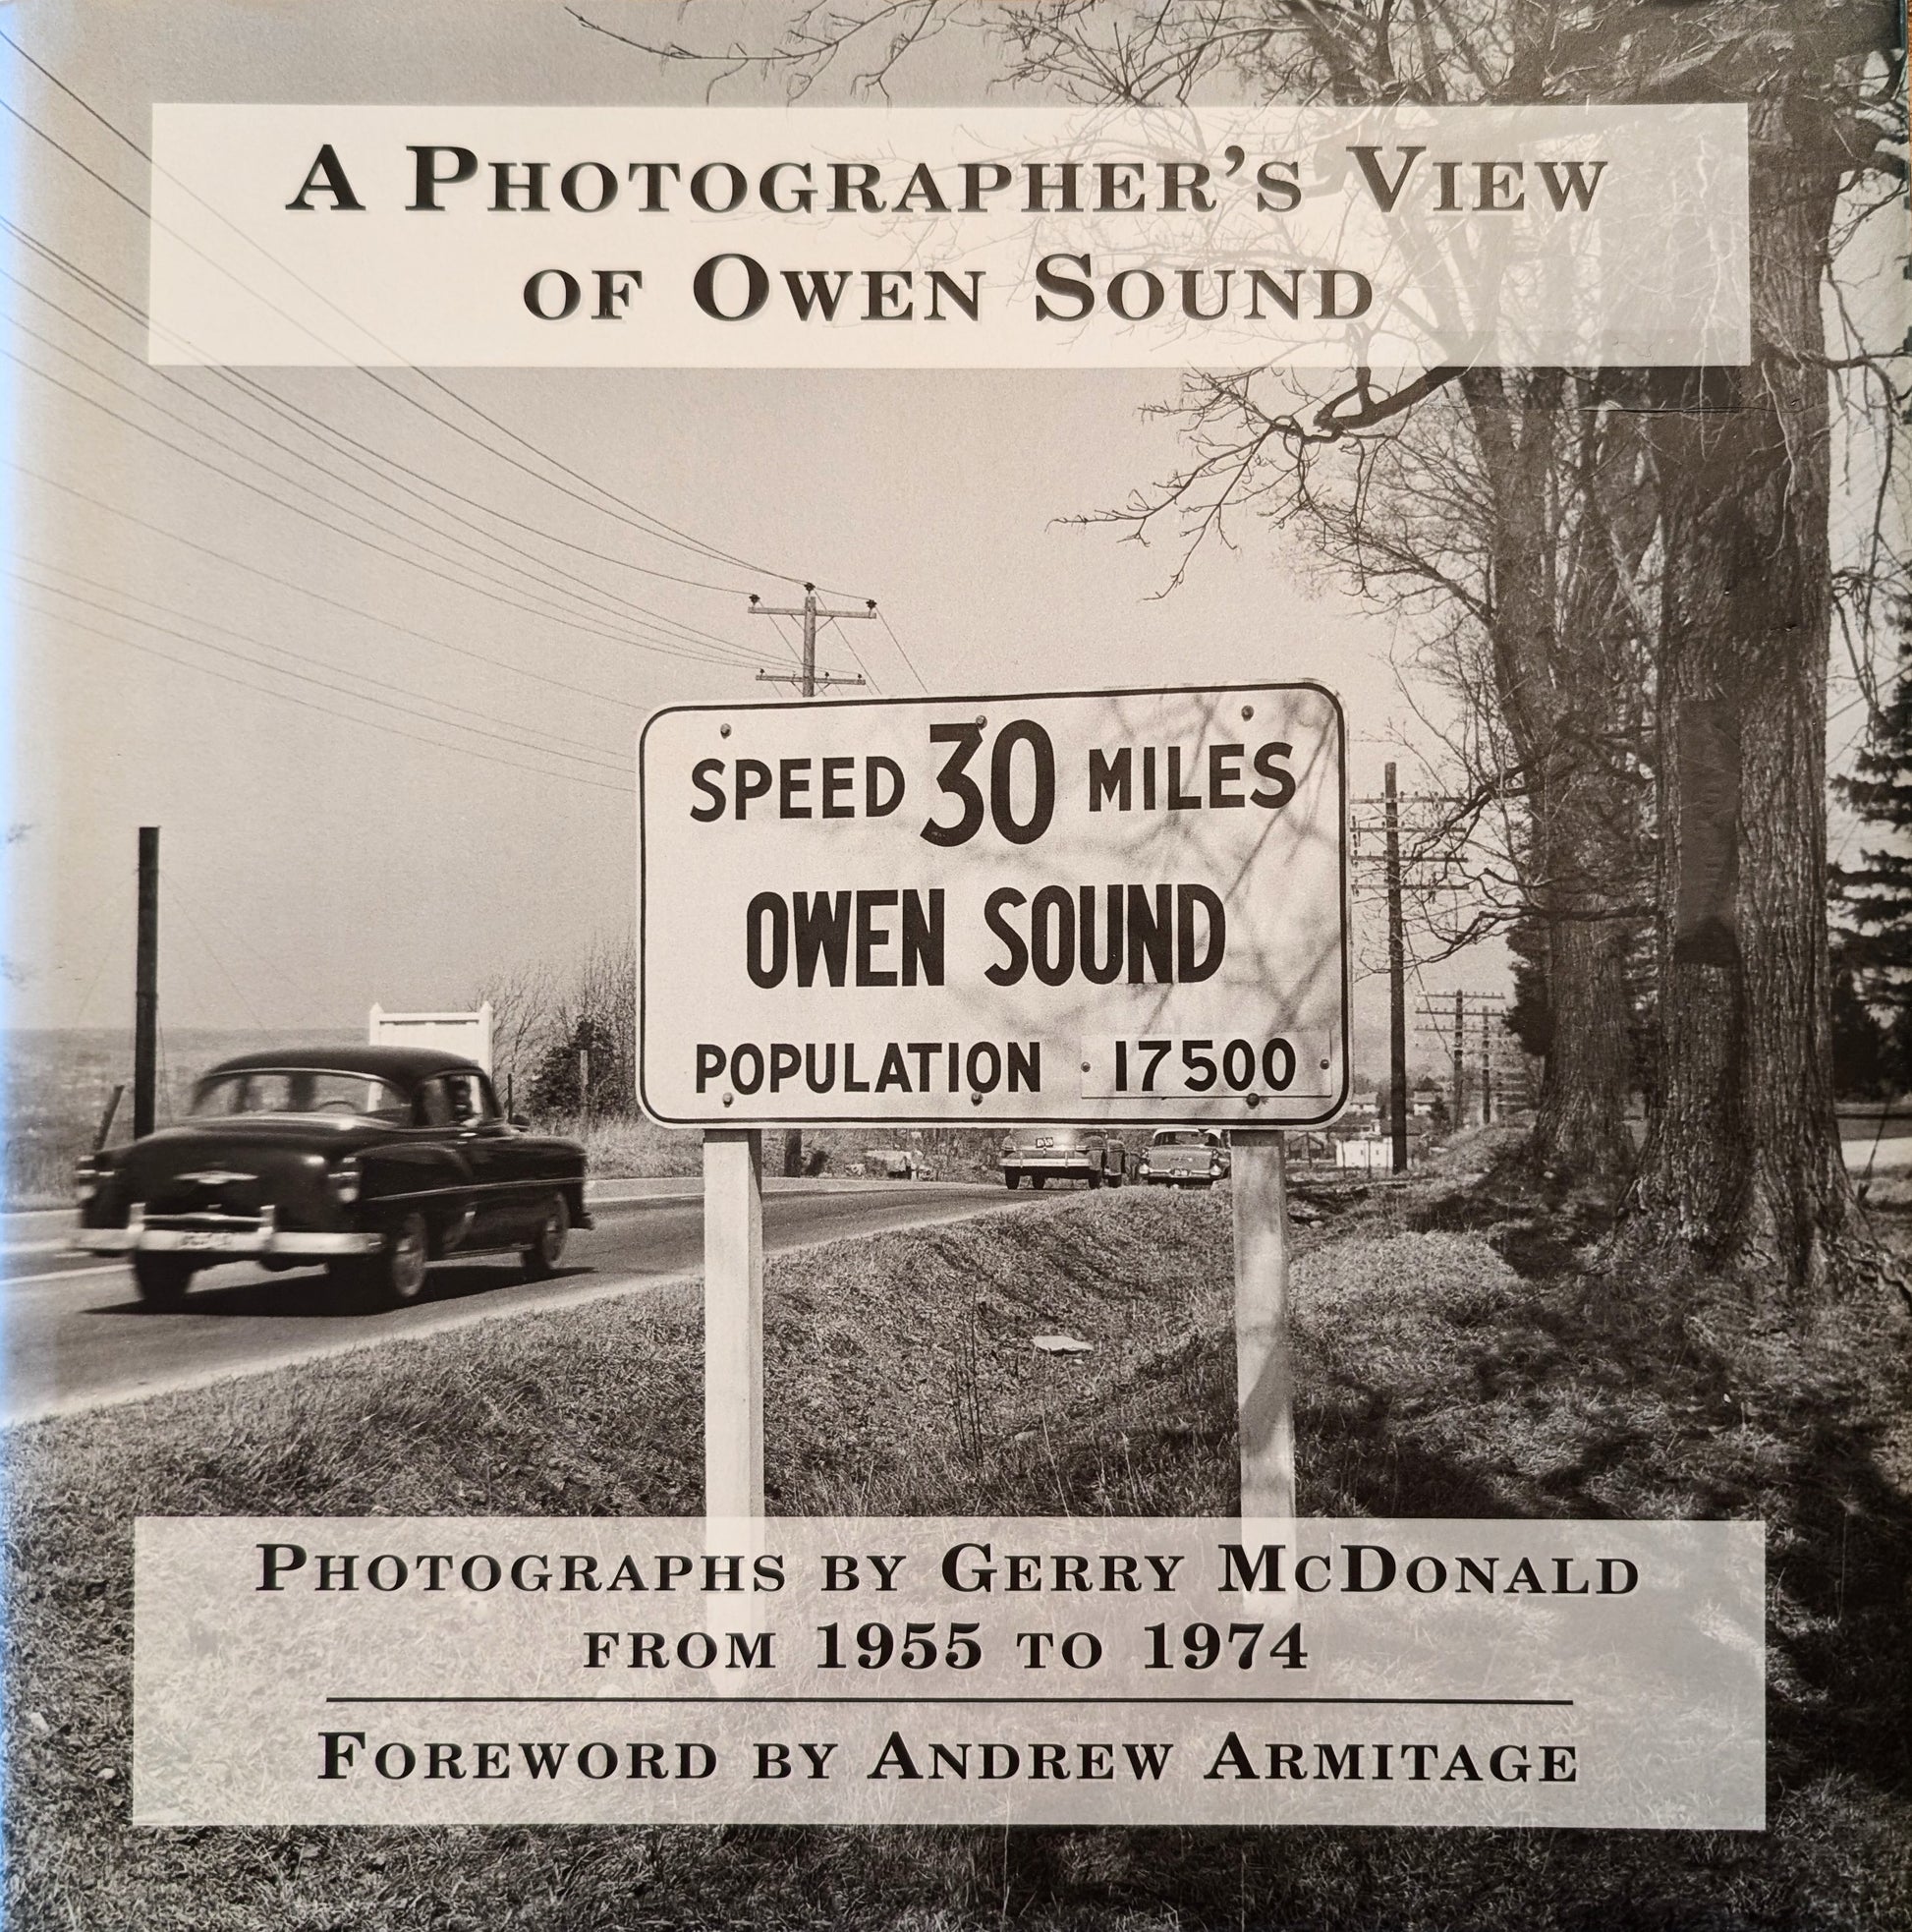 A Photographer's View
of Owen Sound
SPEED 30 MILES
OWEN SOUND
POPULATION 17500
Photographs by Gerry McDonald
from 1955 to 1974
Foreword by Andrew Armitage